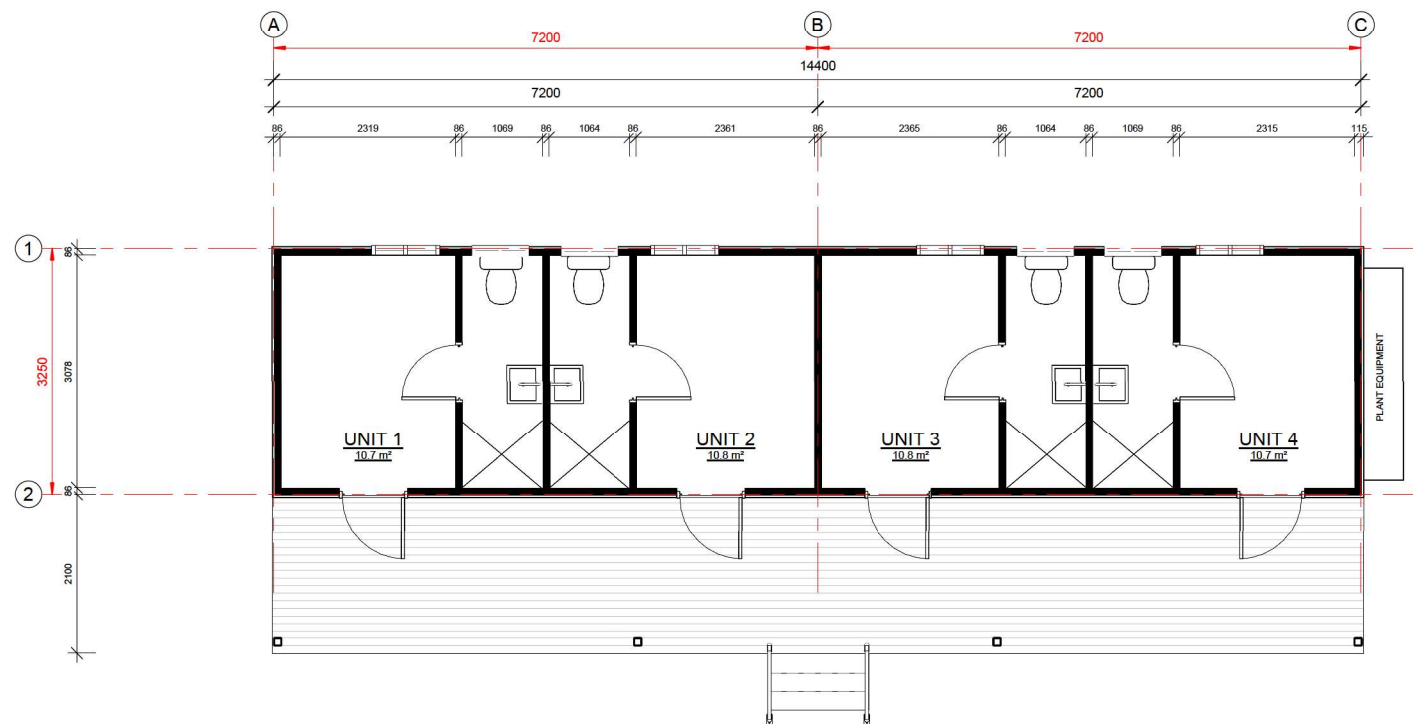 A B C
7200 7200
14400
7200 7200
86 2319 86 1069 86 1064 86 2361 86 2365 86 1064 86 1069 86 2315 115
1
86
3250
3078
86
2
2100
UNIT 1
10.7 m²
UNIT 2
10.8 m²
UNIT 3
10.8 m²
UNIT 4
10.7 m²
PLANT EQUIPMENT